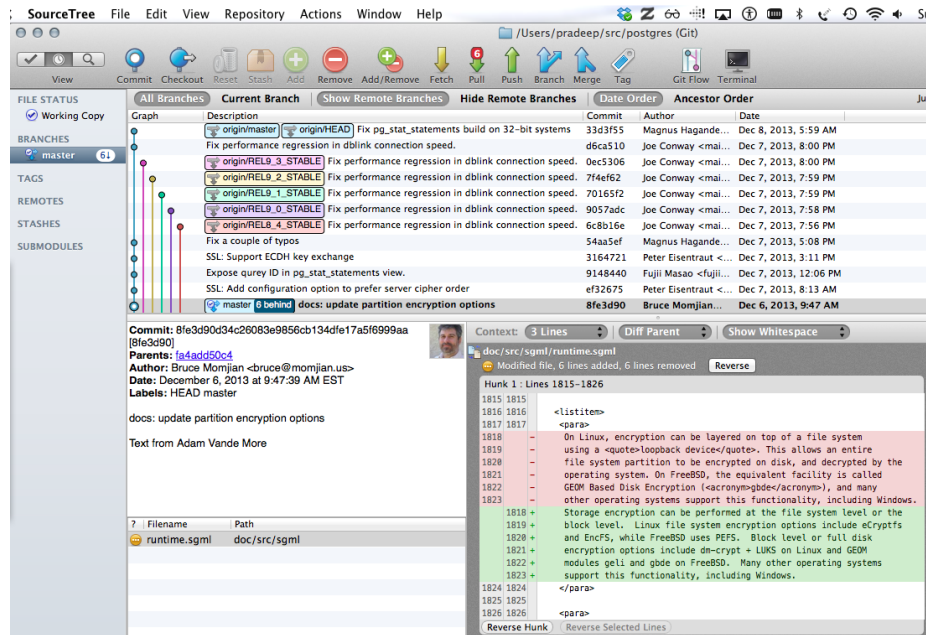 SourceTree File Edit View Repository Actions Window Help
/Users/pradeep/src/postgres (Git)
6
View Commit Checkout Reset Stash Add Remove Add/Remove Fetch Pull Push Branch Merge Tag Git Flow Terminal
FILE STATUS
Working Copy
BRANCHES
master 6↓
TAGS
REMOTES
STASHES
SUBMODULES
All Branches Current Branch Show Remote Branches Hide Remote Branches Date Order Ancestor Order Ju
Graph Description Commit Author Date
origin/master origin/HEAD Fix pg_stat_statements build on 32-bit systems 33d3f55 Magnus Hagande... Dec 8, 2013, 5:59 AM
Fix performance regression in dblink connection speed. d6ca510 Joe Conway <mai... Dec 7, 2013, 8:00 PM
origin/REL9_3_STABLE Fix performance regression in dblink connection speed. 0ec5306 Joe Conway <mai... Dec 7, 2013, 8:00 PM
origin/REL9_2_STABLE Fix performance regression in dblink connection speed. 7f4ef62 Joe Conway <mai... Dec 7, 2013, 7:59 PM
origin/REL9_1_STABLE Fix performance regression in dblink connection speed. 70165f2 Joe Conway <mai... Dec 7, 2013, 7:59 PM
origin/REL9_0_STABLE Fix performance regression in dblink connection speed. 9057adc Joe Conway <mai... Dec 7, 2013, 7:58 PM
origin/REL8_4_STABLE Fix performance regression in dblink connection speed. 6c8b16e Joe Conway <mai... Dec 7, 2013, 7:56 PM
Fix a couple of typos 54aa5ef Magnus Hagande... Dec 7, 2013, 5:08 PM
SSL: Support ECDH key exchange 3164721 Peter Eisentraut <... Dec 7, 2013, 3:11 PM
Expose qurey ID in pg_stat_statements view. 9148440 Fujii Masao <fujii... Dec 7, 2013, 12:06 PM
SSL: Add configuration option to prefer server cipher order ef32675 Peter Eisentraut <... Dec 7, 2013, 8:13 AM
master 6 behind docs: update partition encryption options 8fe3d90 Bruce Momjian... Dec 6, 2013, 9:47 AM
Commit: 8fe3d90d34c26083e9856cb134dfe17a5f6999aa
[8fe3d90]
Parents: fa4add50c4
Author: Bruce Momjian <bruce@momjian.us>
Date: December 6, 2013 at 9:47:39 AM EST
Labels: HEAD master
docs: update partition encryption options
Text from Adam Vande More
? Filename Path
runtime.sgml doc/src/sgml
Context: 3 Lines Diff Parent Show Whitespace
doc/src/sgml/runtime.sgml
Modified file, 6 lines added, 6 lines removed Reverse
Hunk 1 : Lines 1815-1826
1815 1815
1816 1816 <listitem>
1817 1817 <para>
1818 - On Linux, encryption can be layered on top of a file system
1819 - using a <quote>loopback device</quote>. This allows an entire
1820 - file system partition to be encrypted on disk, and decrypted by the
1821 - operating system. On FreeBSD, the equivalent facility is called
1822 - GEOM Based Disk Encryption (<acronym>gbde</acronym>), and many
1823 - other operating systems support this functionality, including Windows.
1818 + Storage encryption can be performed at the file system level or the
1819 + block level. Linux file system encryption options include eCryptfs
1820 + and EncFS, while FreeBSD uses PEFS. Block level or full disk
1821 + encryption options include dm-crypt + LUKS on Linux and GEOM
1822 + modules geli and gbde on FreeBSD. Many other operating systems
1823 + support this functionality, including Windows.
1824 1824 </para>
1825 1825
1826 1826 <para>
Reverse Hunk Reverse Selected Lines